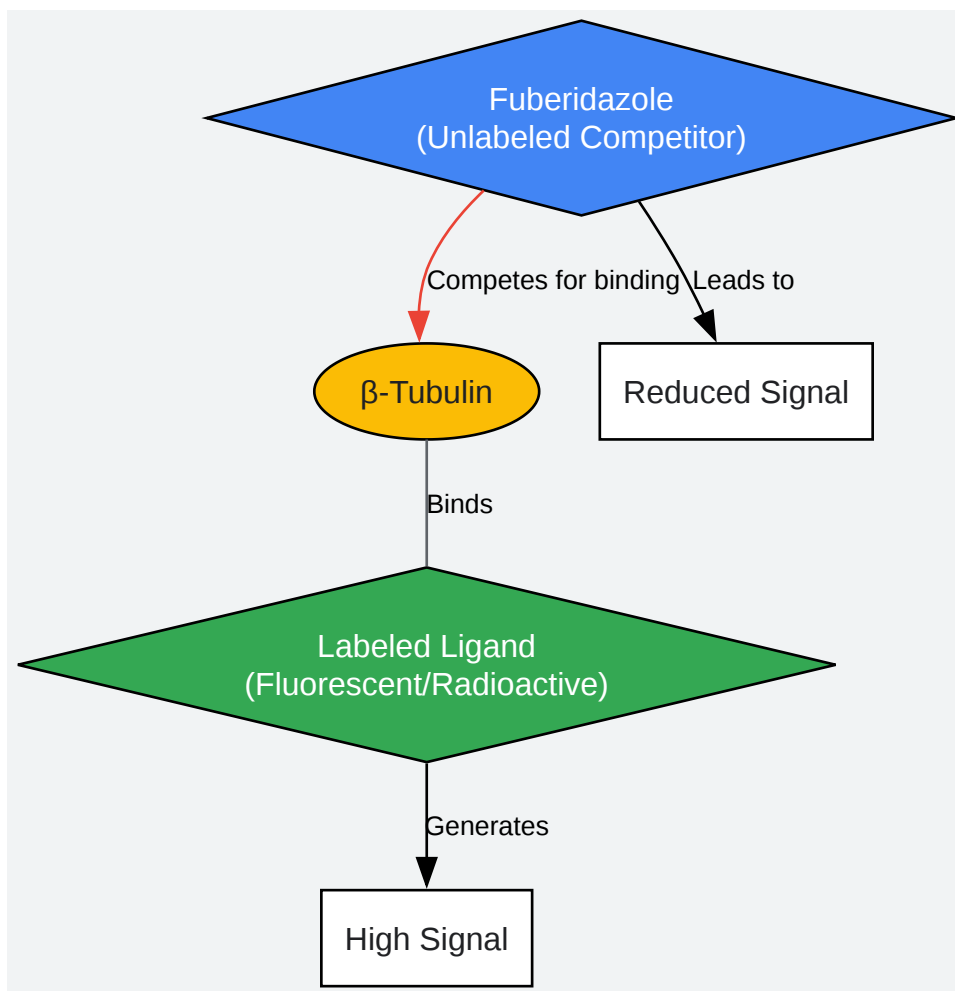 Fuberidazole
(Unlabeled Competitor)
Competes for binding
Leads to
β-Tubulin
Reduced Signal
Binds
Labeled Ligand
(Fluorescent/Radioactive)
Generates
High Signal